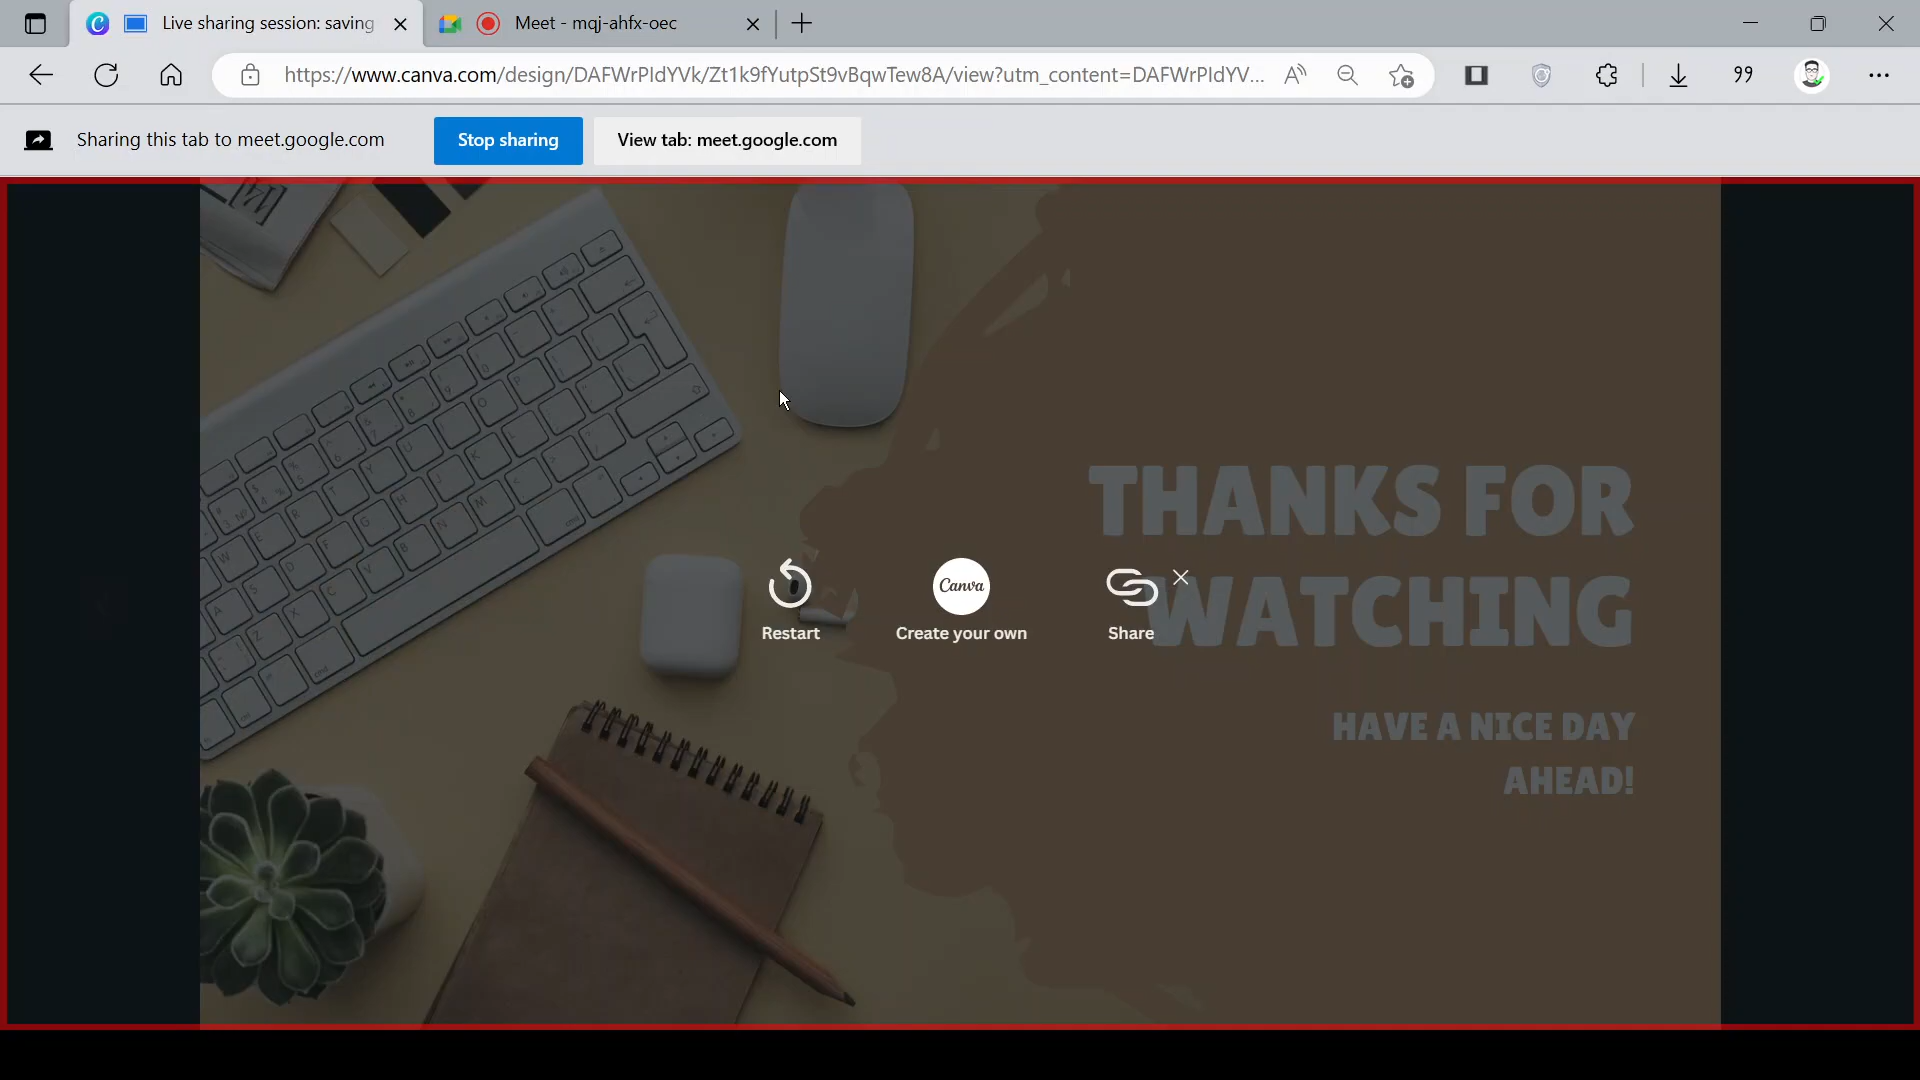 Live sharing session: saving
Meet - mqj-ahfx-oec
https://www.canva.com/design/DAFWrPIdYVk/Zt1k9fYutpSt9vBqwTew8A/view?utm_content=DAFWrPIdYV...
Sharing this tab to meet.google.com
Stop sharing
View tab: meet.google.com
THANKS FOR
WATCHING
Canva
Restart
Create your own
Share
HAVE A NICE DAY
AHEAD!